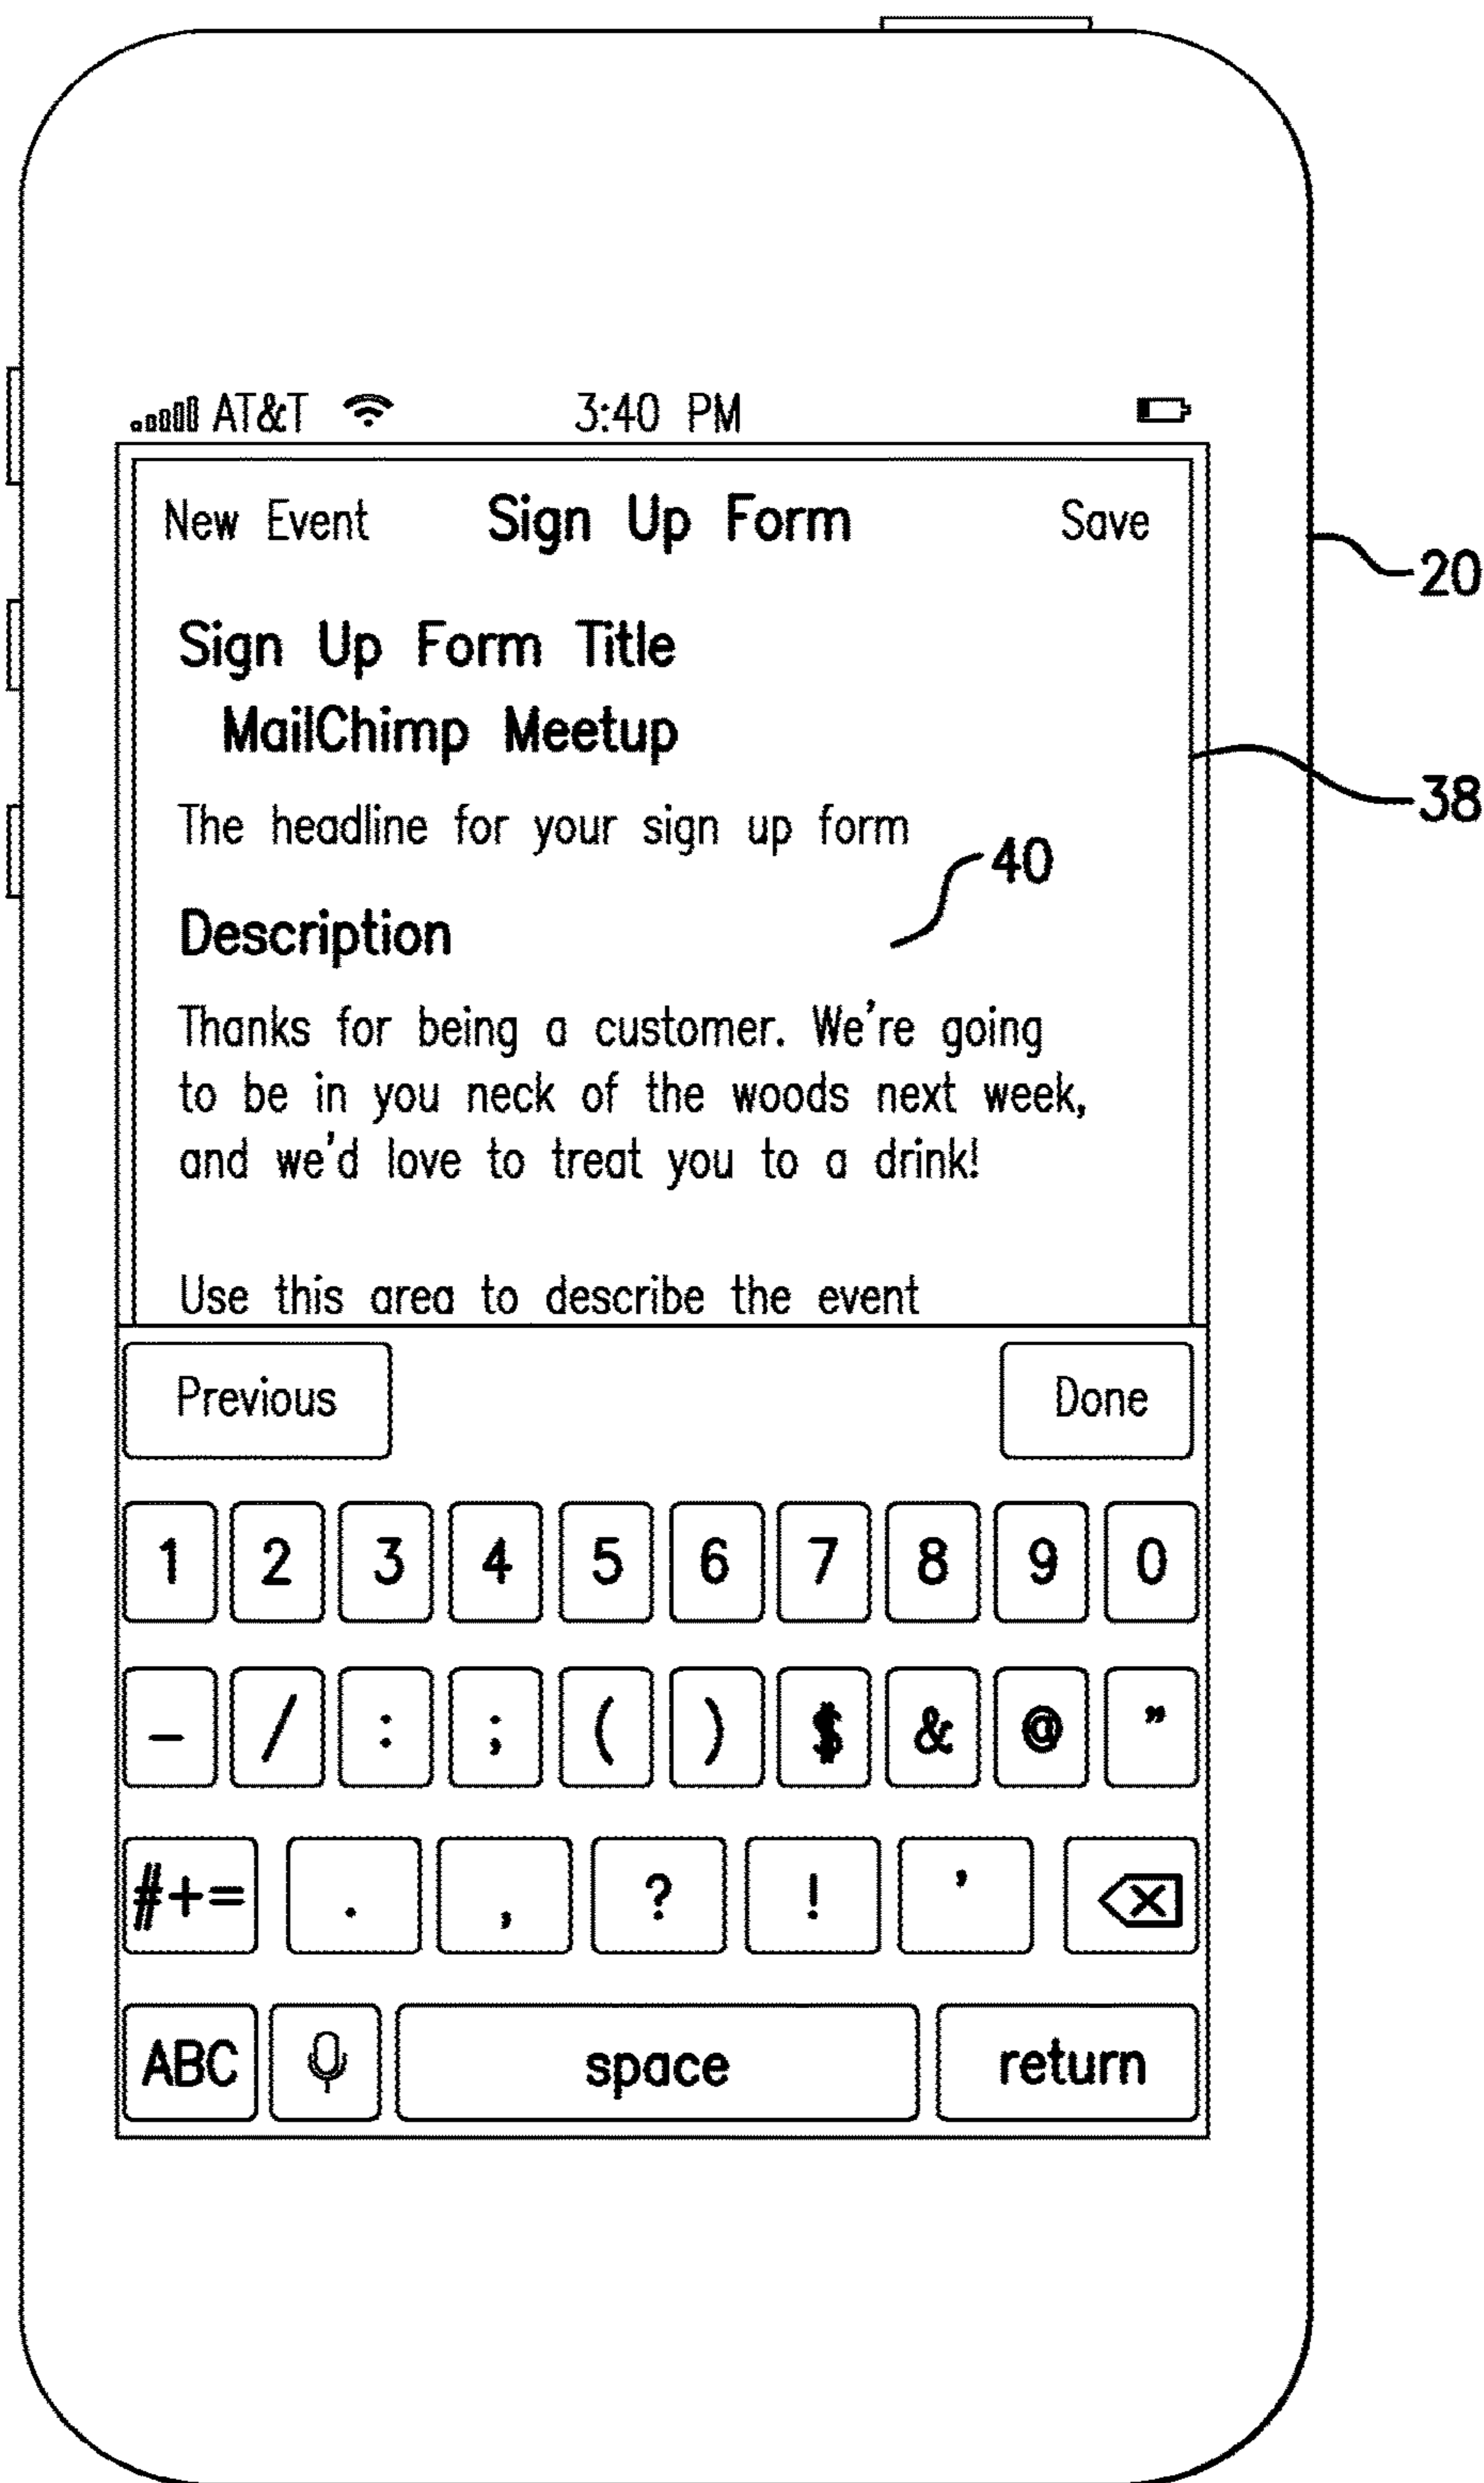 AT&T 3:40 PM
New Event Sign Up Form Save
20
Sign Up Form Title
MailChimp Meetup
38
The headline for your sign up form
40
Description
Thanks for being a customer. We're going
to be in you neck of the woods next week,
and we'd love to treat you to a drink!
Use this area to describe the event
Previous Done
1 2 3 4 5 6 7 8 9 0
– / : ; ( ) $ & @ ”
#+= . , ? ! ’
ABC space return